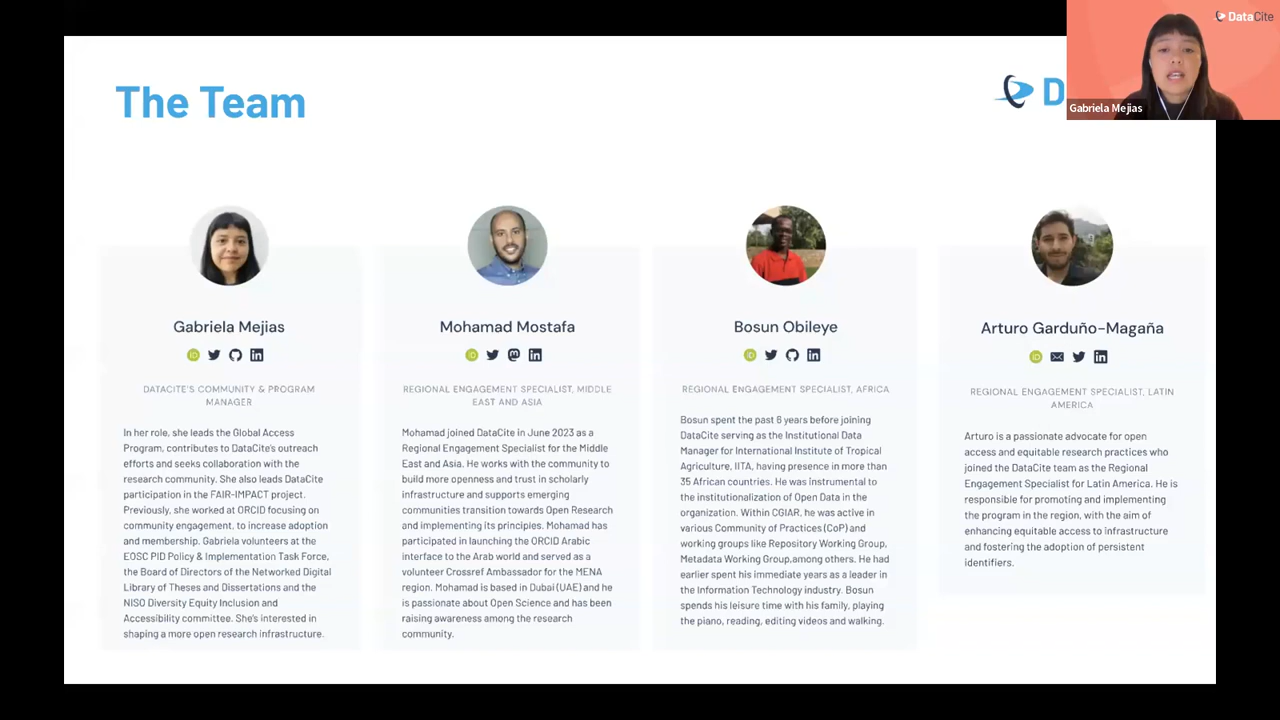 DataCite
Gabriela Mejias
The Team
D
Gabriela Mejias
iD
DATACITE'S COMMUNITY & PROGRAM
MANAGER
In her role, she leads the Global Access
Program, contributes to DataCite's outreach
efforts and seeks collaboration with the
research community. She also leads DataCite
participation in the FAIR-IMPACT project.
Previously, she worked at ORCID focusing on
community engagement, to increase adoption
and membership. Gabriela volunteers at the
EOSC PID Policy & Implementation Task Force,
the Board of Directors of the Networked Digital
Library of Theses and Dissertations and the
NISO Diversity Equity Inclusion and
Accessibility committee. She's interested in
shaping a more open research infrastructure.
Mohamad Mostafa
iD
REGIONAL ENGAGEMENT SPECIALIST, MIDDLE
EAST AND ASIA
Mohamad joined DataCite in June 2023 as a
Regional Engagement Specialist for the Middle
East and Asia. He works with the community to
build more openness and trust in scholarly
infrastructure and supports emerging
communities transition towards Open Research
and implementing its principles. Mohamad has
participated in launching the ORCID Arabic
interface to the Arab world and served as a
volunteer Crossref Ambassador for the MENA
region. Mohamad is based in Dubai (UAE) and he
is passionate about Open Science and has been
raising awareness among the research
community.
Bosun Obileye
iD
REGIONAL ENGAGEMENT SPECIALIST, AFRICA
Bosun spent the past 6 years before joining
DataCite serving as the Institutional Data
Manager for International Institute of Tropical
Agriculture, IITA, having presence in more than
35 African countries. He was instrumental to
the institutionalization of Open Data in the
organization. Within CGIAR, he was active in
various Community of Practices (CoP) and
working groups like Repository Working Group,
Metadata Working Group,among others. He had
earlier spent his immediate years as a leader in
the Information Technology industry. Bosun
spends his leisure time with his family, playing
the piano, reading, editing videos and walking.
Arturo Garduño-Magaña
iD
REGIONAL ENGAGEMENT SPECIALIST, LATIN
AMERICA
Arturo is a passionate advocate for open
access and equitable research practices who
joined the DataCite team as the Regional
Engagement Specialist for Latin America. He is
responsible for promoting and implementing
the program in the region, with the aim of
enhancing equitable access to infrastructure
and fostering the adoption of persistent
identifiers.